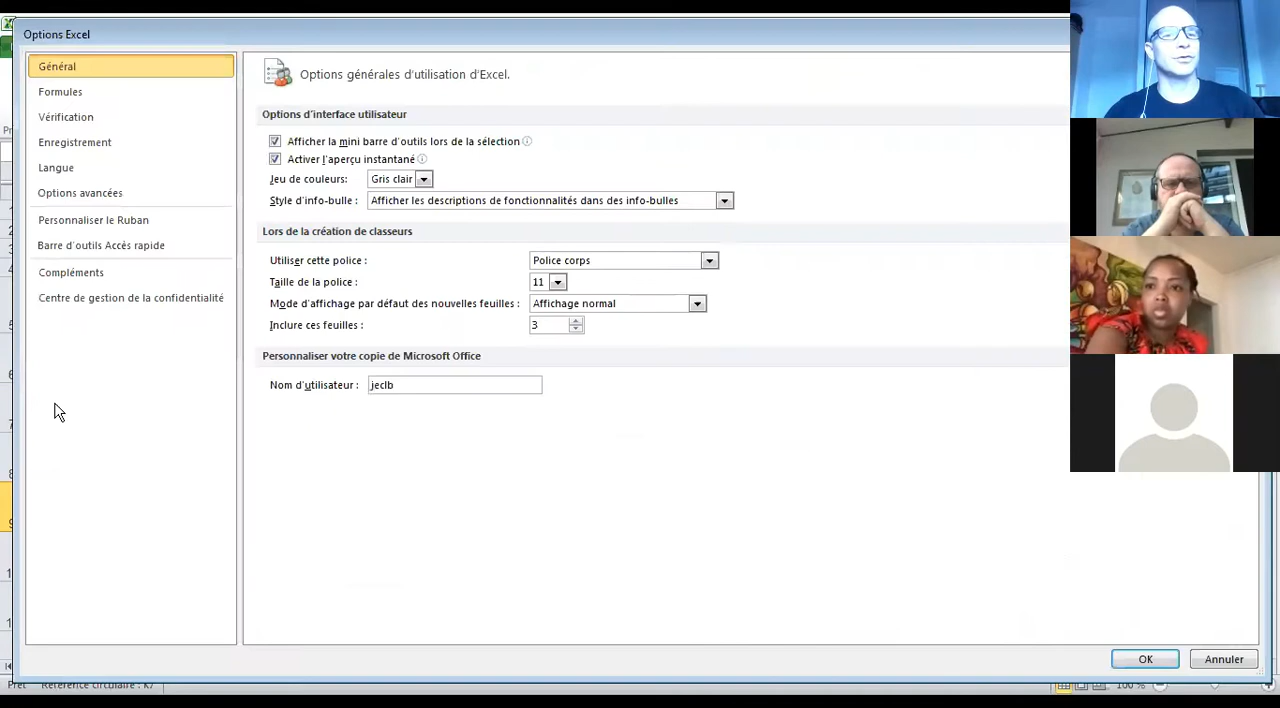 Options Excel
Général
Formules
Vérification
Enregistrement
Langue
Options avancées
Personnaliser le Ruban
Barre d'outils Accès rapide
Compléments
Centre de gestion de la confidentialité
Options générales d'utilisation d'Excel.
Options d'interface utilisateur
Afficher la mini barre d'outils lors de la sélection
Activer l'aperçu instantané
Jeu de couleurs: Gris clair
Style d'info-bulle : Afficher les descriptions de fonctionnalités dans des info-bulles
Lors de la création de classeurs
Utiliser cette police : Police corps
Taille de la police : 11
Mode d'affichage par défaut des nouvelles feuilles : Affichage normal
Inclure ces feuilles : 3
Personnaliser votre copie de Microsoft Office
Nom d'utilisateur : jeclb
OK Annuler
Prêt Référence circulaire : K7 100 %